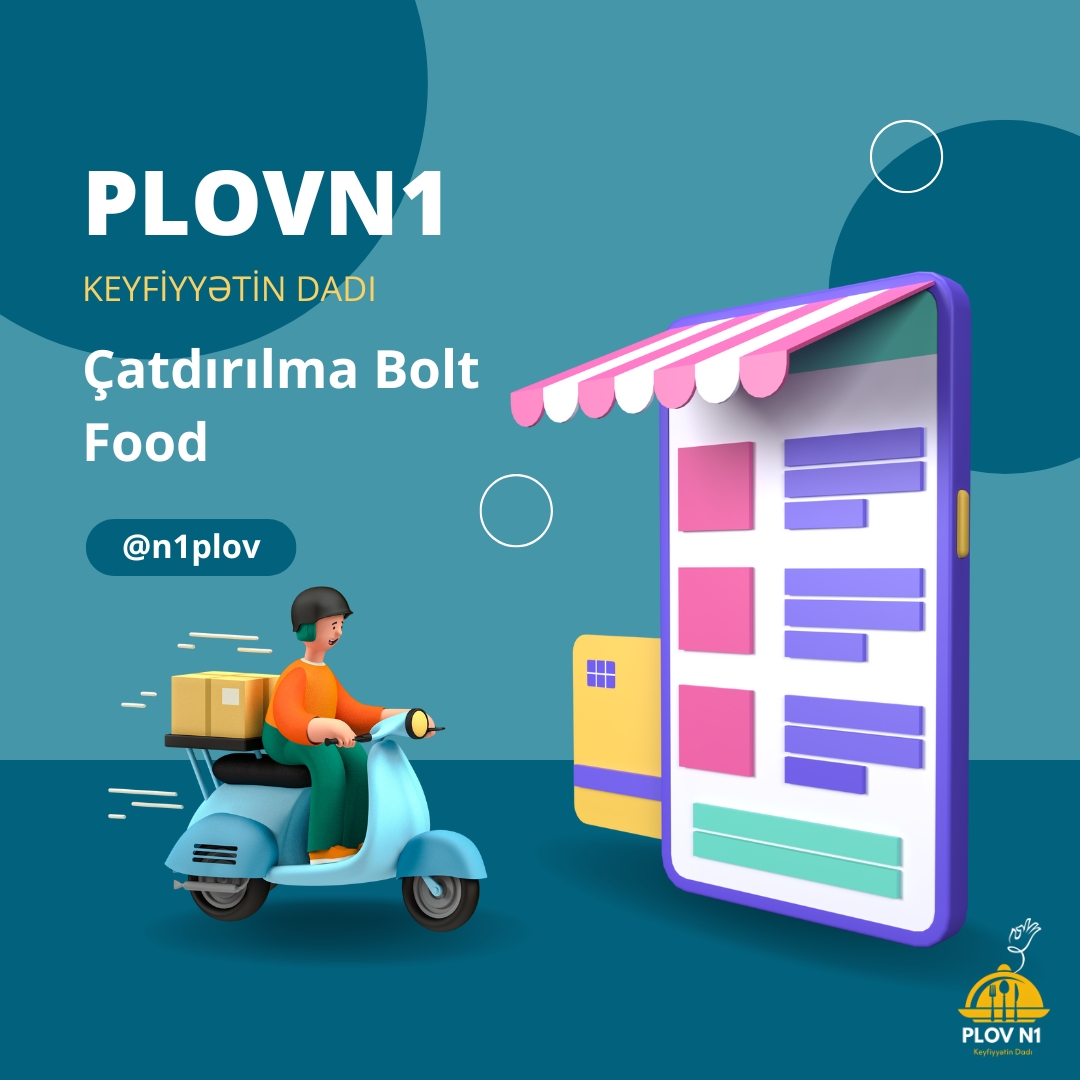 PLOVN1
KEYFİYYƏTİN DADI
Çatdırılma Bolt
Food
@n1plov
PLOV N1
Keyfiyyətin Dadı